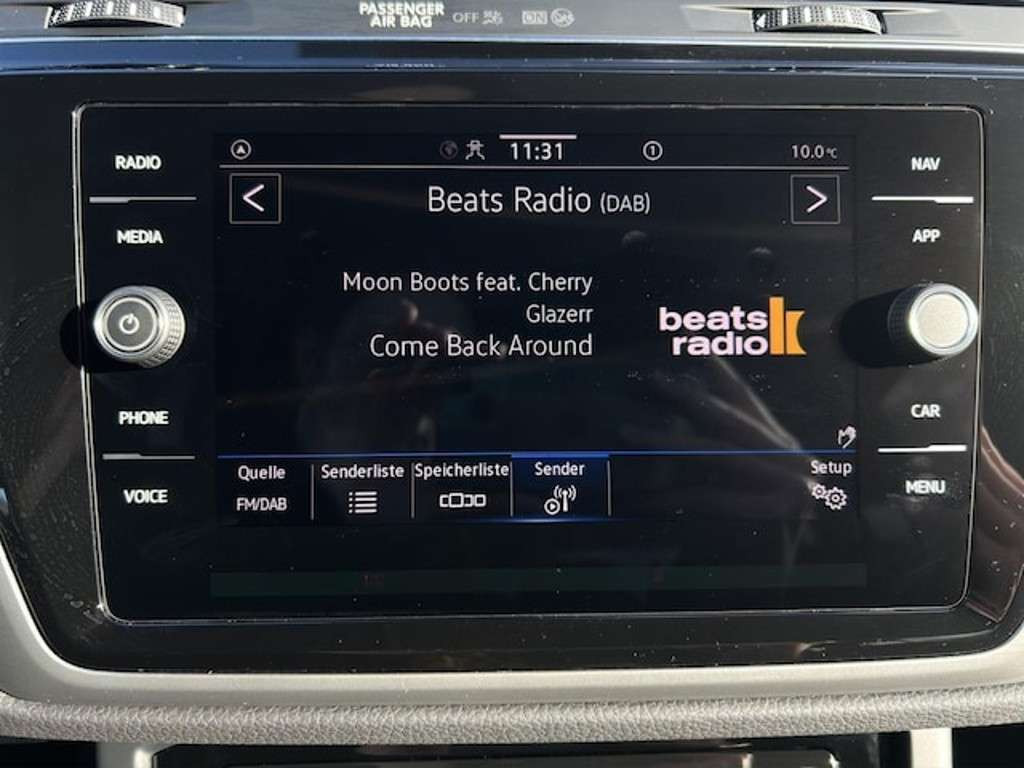 PASSENGER
AIR BAG OFF ON
RADIO
MEDIA
PHONE
VOICE
11:31
1
10.0°C
<
Beats Radio (DAB)
>
Moon Boots feat. Cherry
Glazerr
Come Back Around
beats
radio
Quelle
FM/DAB
Senderliste
Speicherliste
Sender
Setup
NAV
APP
CAR
MENU